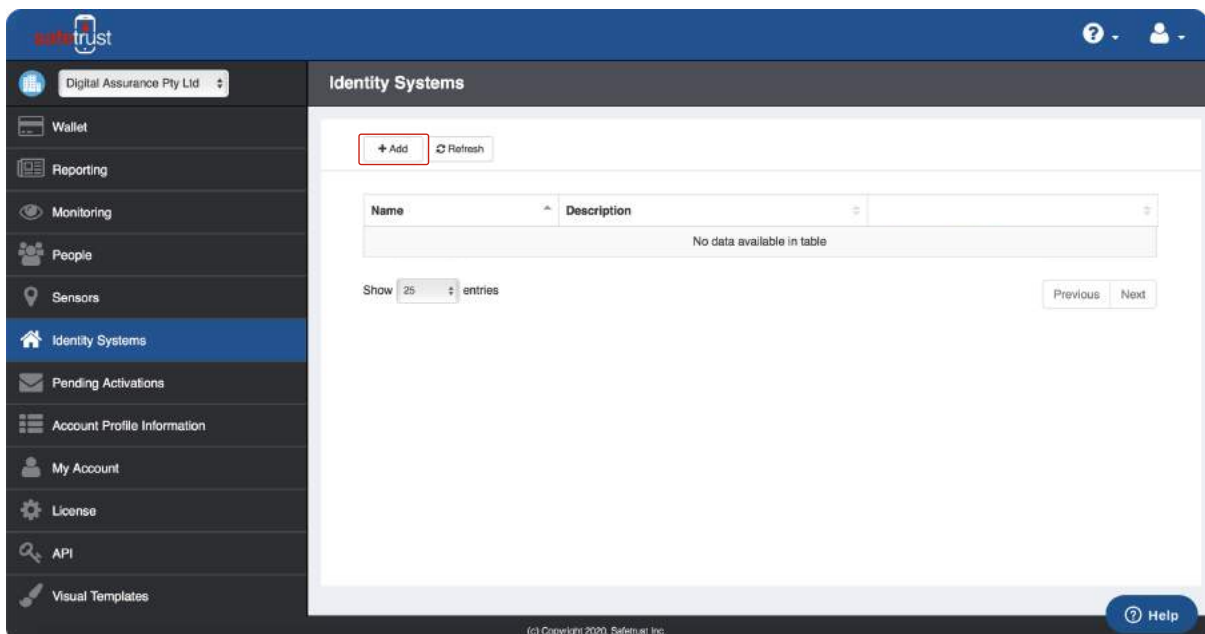 safetrust
Digital Assurance Pty Ltd
Identity Systems
Wallet
Reporting
Monitoring
People
Sensors
Identity Systems
Pending Activations
Account Profile Information
My Account
License
API
Visual Templates
+ Add
Refresh
Name
Description
No data available in table
Show 25 entries
Previous
Next
Help
(c) Copyright 2020, Safetrust Inc